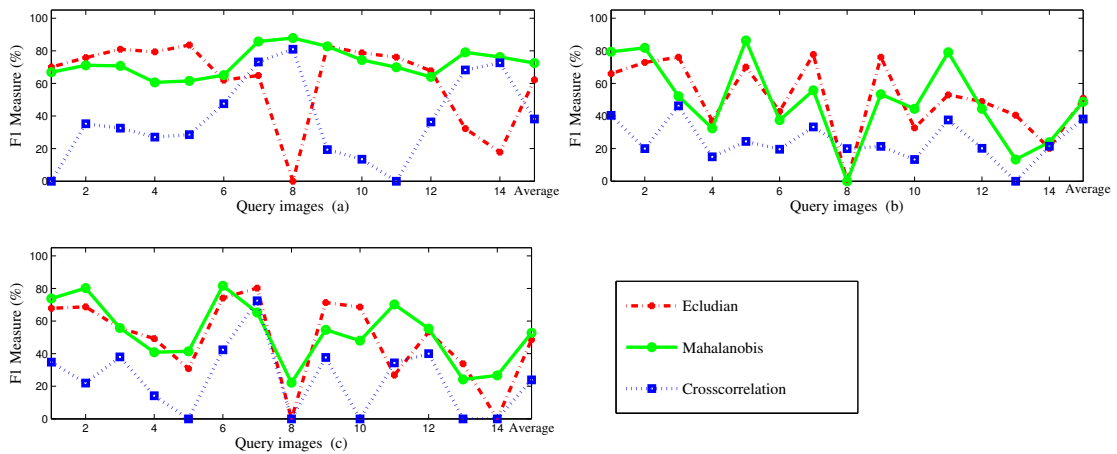 100
80
60
40
20
0
F1 Measure (%)
2 4 6 8 10 12 14 Average
Query images (a)
100
80
60
40
20
0
F1 Measure (%)
2 4 6 8 10 12 14 Average
Query images (b)
100
80
60
40
20
0
F1 Measure (%)
2 4 6 8 10 12 14 Average
Query images (c)
Ecludian
Mahalanobis
Crosscorrelation